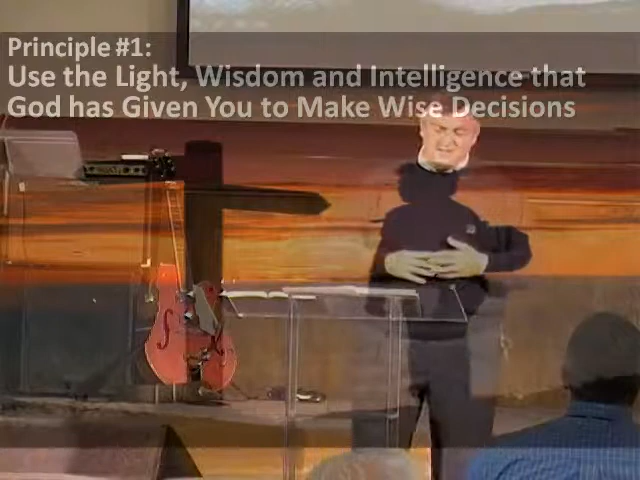 Principle #1:
Use the Light, Wisdom and Intelligence that
God has Given You to Make Wise Decisions